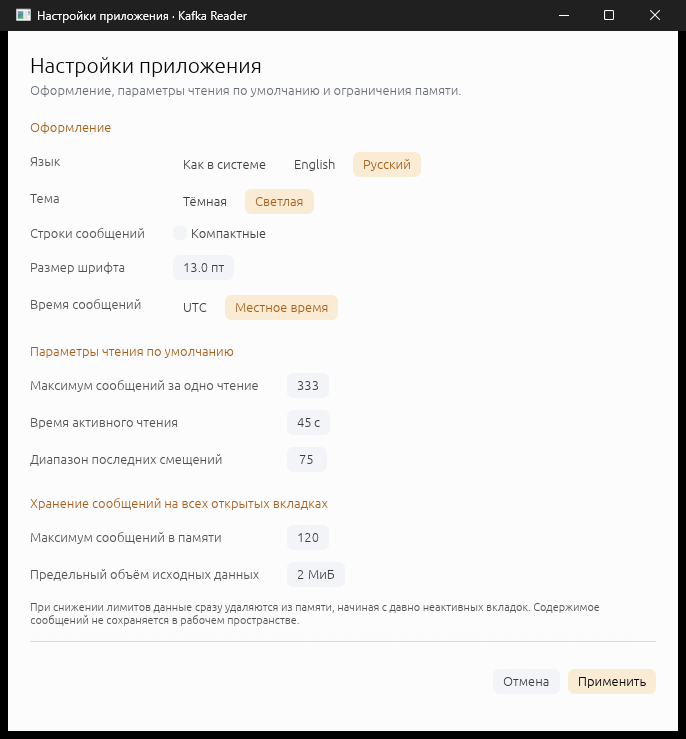 Настройки приложения · Kafka Reader
Настройки приложения
Оформление, параметры чтения по умолчанию и ограничения памяти.
Оформление
Язык Как в системе English Русский
Тема Тёмная Светлая
Строки сообщений Компактные
Размер шрифта 13.0 пт
Время сообщений UTC Местное время
Параметры чтения по умолчанию
Максимум сообщений за одно чтение 333
Время активного чтения 45 с
Диапазон последних смещений 75
Хранение сообщений на всех открытых вкладках
Максимум сообщений в памяти 120
Предельный объём исходных данных 2 МиБ
При снижении лимитов данные сразу удаляются из памяти, начиная с давно неактивных вкладок. Содержимое
сообщений не сохраняется в рабочем пространстве.
Отмена Применить